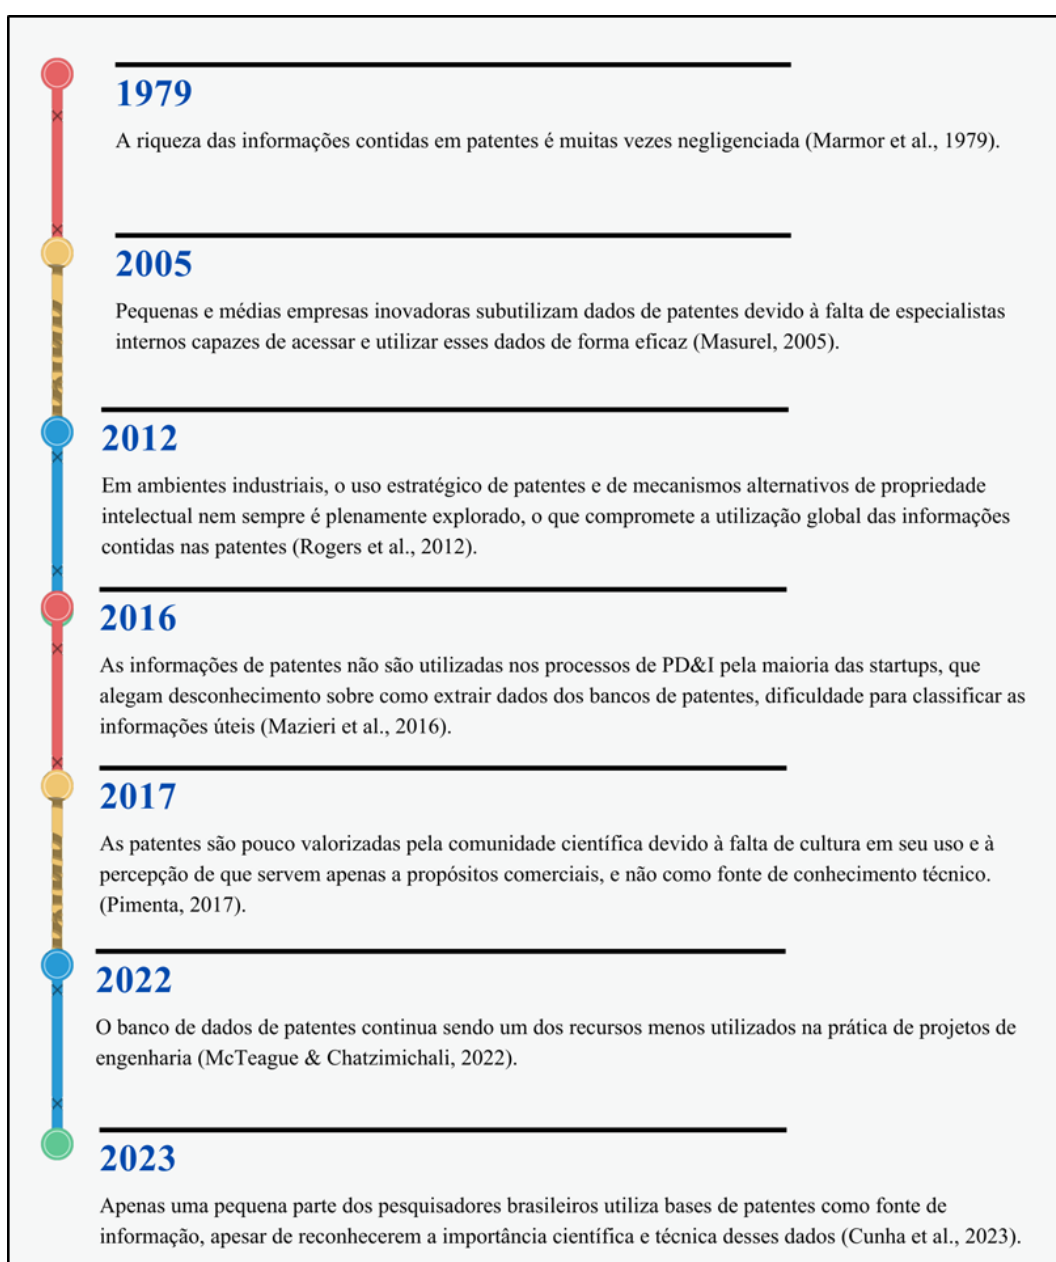 1979
A riqueza das informações contidas em patentes é muitas vezes negligenciada (Marmor et al., 1979).
2005
Pequenas e médias empresas inovadoras subutilizam dados de patentes devido à falta de especialistas
internos capazes de acessar e utilizar esses dados de forma eficaz (Masurel, 2005).
2012
Em ambientes industriais, o uso estratégico de patentes e de mecanismos alternativos de propriedade
intelectual nem sempre é plenamente explorado, o que compromete a utilização global das informações
contidas nas patentes (Rogers et al., 2012).
2016
As informações de patentes não são utilizadas nos processos de PD&I pela maioria das startups, que
alegam desconhecimento sobre como extrair dados dos bancos de patentes, dificuldade para classificar as
informações úteis (Mazieri et al., 2016).
2017
As patentes são pouco valorizadas pela comunidade científica devido à falta de cultura em seu uso e à
percepção de que servem apenas a propósitos comerciais, e não como fonte de conhecimento técnico.
(Pimenta, 2017).
2022
O banco de dados de patentes continua sendo um dos recursos menos utilizados na prática de projetos de
engenharia (McTeague & Chatzimichali, 2022).
2023
Apenas uma pequena parte dos pesquisadores brasileiros utiliza bases de patentes como fonte de
informação, apesar de reconhecerem a importância científica e técnica desses dados (Cunha et al., 2023).